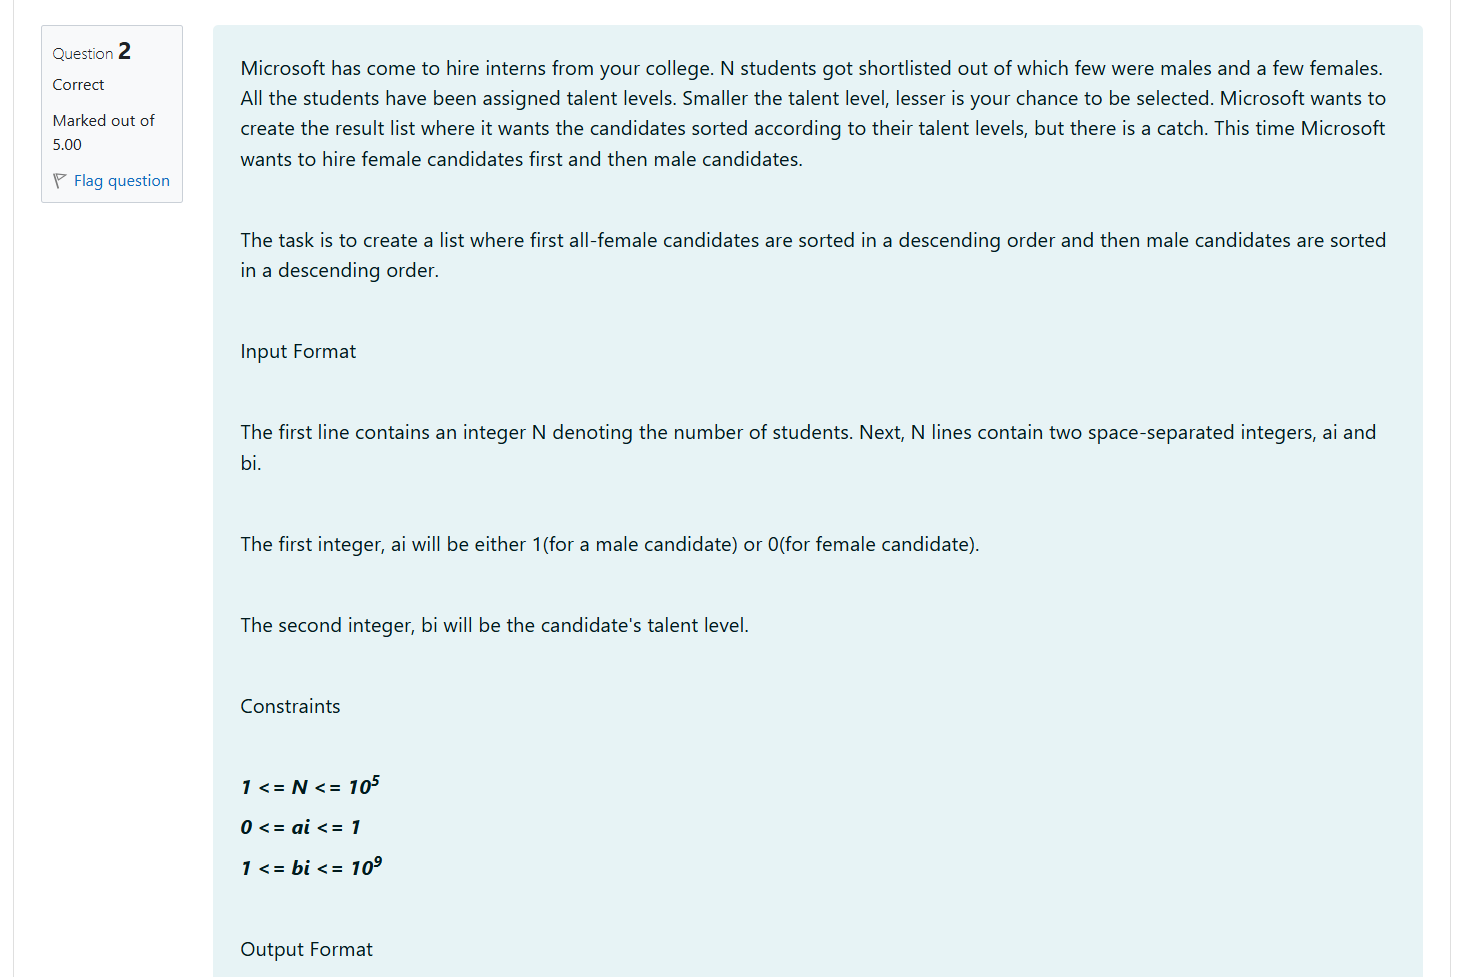 Question 2
Correct
Marked out of
5.00
Flag question
Microsoft has come to hire interns from your college. N students got shortlisted out of which few were males and a few females.
All the students have been assigned talent levels. Smaller the talent level, lesser is your chance to be selected. Microsoft wants to
create the result list where it wants the candidates sorted according to their talent levels, but there is a catch. This time Microsoft
wants to hire female candidates first and then male candidates.
The task is to create a list where first all-female candidates are sorted in a descending order and then male candidates are sorted
in a descending order.
Input Format
The first line contains an integer N denoting the number of students. Next, N lines contain two space-separated integers, ai and
bi.
The first integer, ai will be either 1(for a male candidate) or 0(for female candidate).
The second integer, bi will be the candidate's talent level.
Constraints
1 <= N <= 10⁵
0 <= ai <= 1
1 <= bi <= 10⁹
Output Format